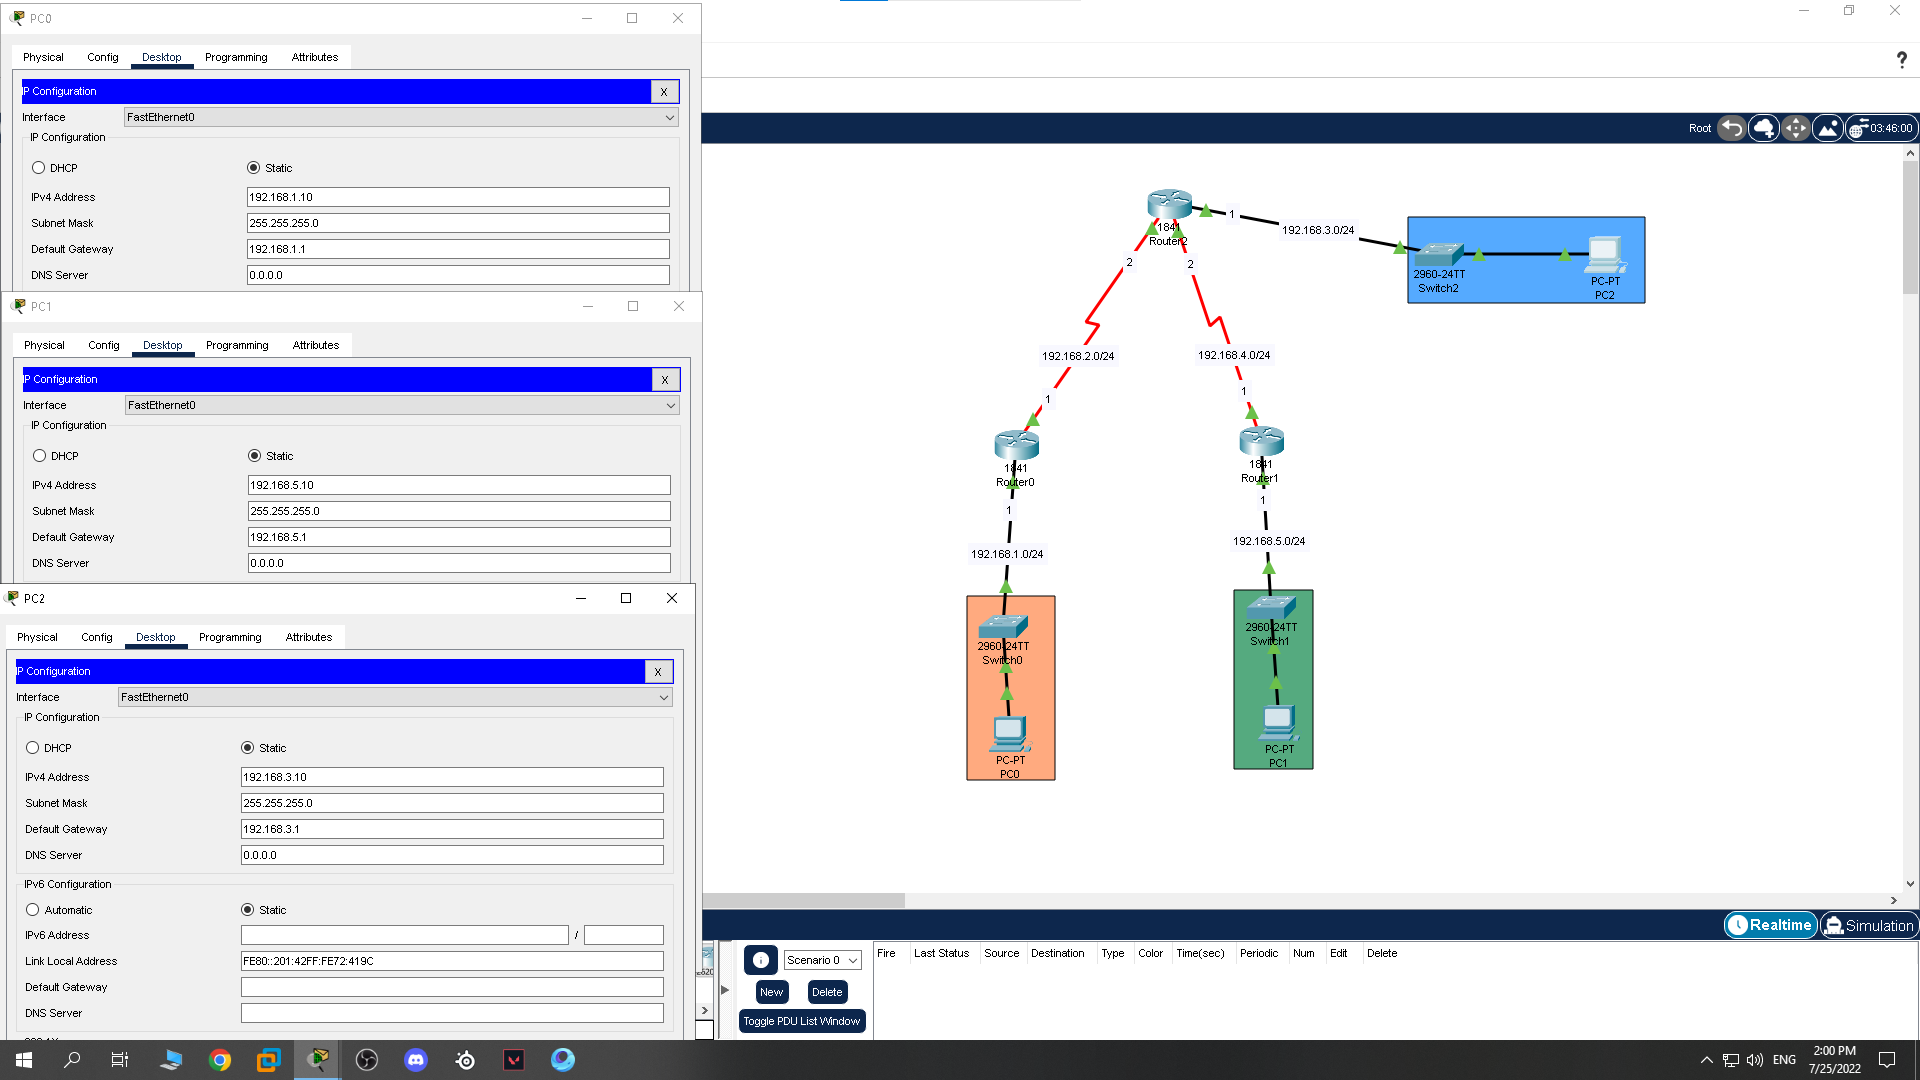 PC0
Physical Config Desktop Programming Attributes
IP Configuration X
Interface FastEthernet0
IP Configuration
DHCP Static
IPv4 Address 192.168.1.10
Subnet Mask 255.255.255.0
Default Gateway 192.168.1.1
DNS Server 0.0.0.0
PC1
Physical Config Desktop Programming Attributes
IP Configuration X
Interface FastEthernet0
IP Configuration
DHCP Static
IPv4 Address 192.168.5.10
Subnet Mask 255.255.255.0
Default Gateway 192.168.5.1
DNS Server 0.0.0.0
PC2
Physical Config Desktop Programming Attributes
IP Configuration X
Interface FastEthernet0
IP Configuration
DHCP Static
IPv4 Address 192.168.3.10
Subnet Mask 255.255.255.0
Default Gateway 192.168.3.1
DNS Server 0.0.0.0
IPv6 Configuration
Automatic Static
IPv6 Address /
Link Local Address FE80::201:42FF:FE72:419C
Default Gateway
DNS Server
?
Root 03:46:00
1841
Router2
1
192.168.3.0/24
2960-24TT
Switch2
PC-PT
PC2
2
2
192.168.2.0/24
192.168.4.0/24
1
1
1841
Router0
1841
Router1
1
1
192.168.1.0/24
192.168.5.0/24
2960-24TT
Switch0
2960-24TT
Switch1
PC-PT
PC0
PC-PT
PC1
Realtime Simulation
Scenario 0
New Delete
Toggle PDU List Window
Fire Last Status Source Destination Type Color Time(sec) Periodic Num Edit Delete
ENG
2:00 PM
7/25/2022